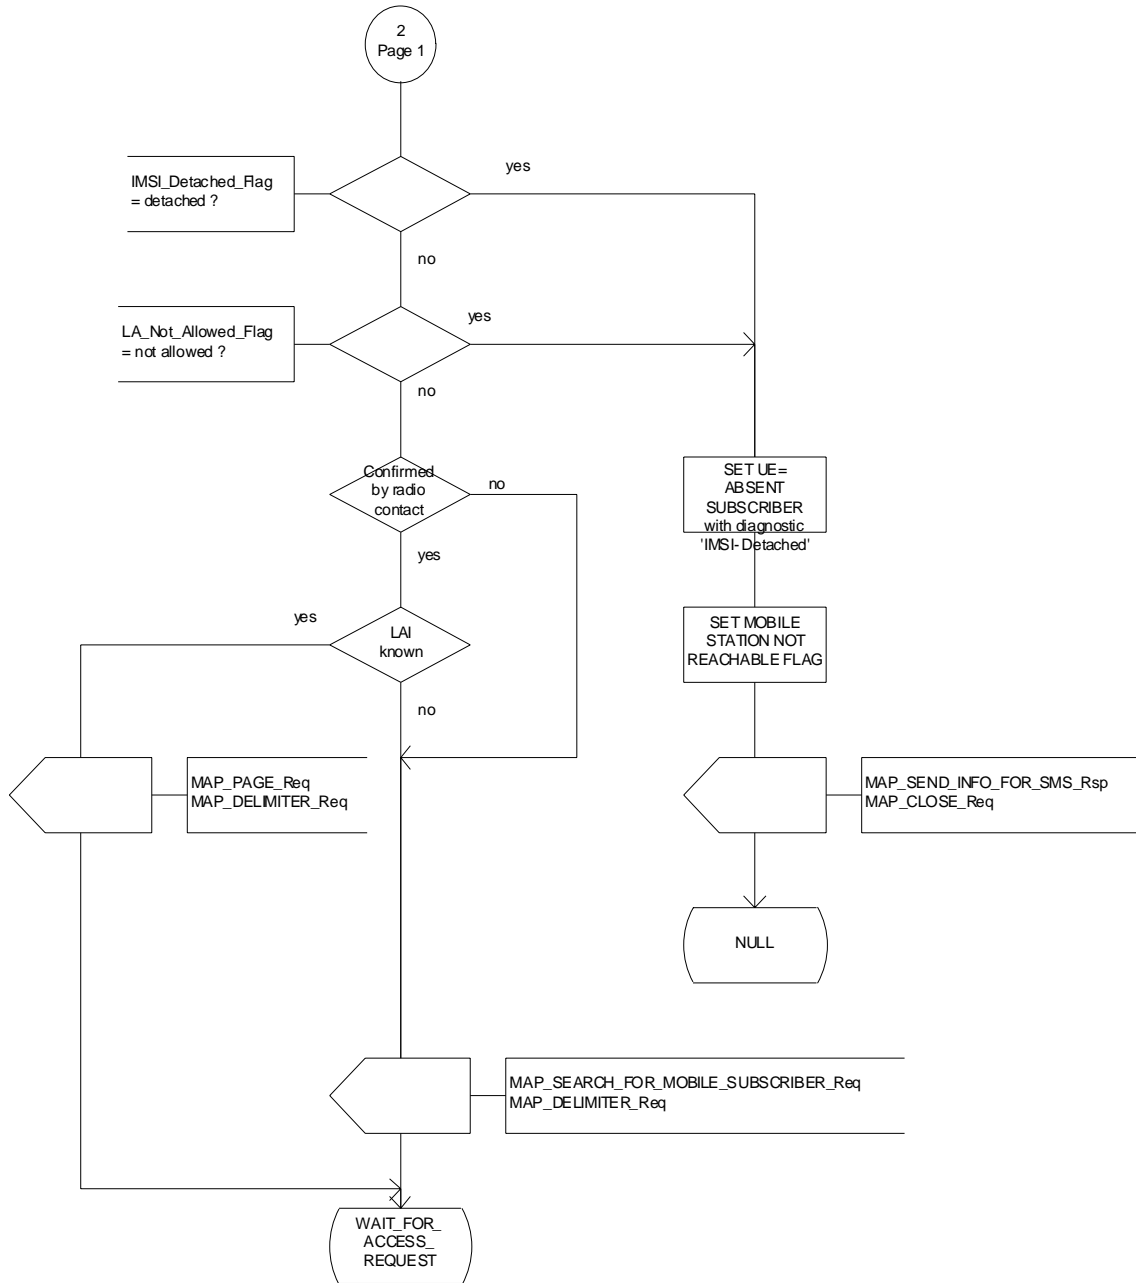 2
Page 1
yes
IMSI_Detached_Flag
= detached ?
no
yes
LA_Not_Allowed_Flag
= not allowed ?
no
Confirmed
by radio
contact
no
SET UE=
ABSENT
SUBSCRIBER
with diagnostic
'IMSI-Detached'
yes
yes
LAI
known
SET MOBILE
STATION NOT
REACHABLE FLAG
no
MAP_PAGE_Req
MAP_DELIMITER_Req
MAP_SEND_INFO_FOR_SMS_Rsp
MAP_CLOSE_Req
NULL
MAP_SEARCH_FOR_MOBILE_SUBSCRIBER_Req
MAP_DELIMITER_Req
WAIT_FOR_
ACCESS_
REQUEST